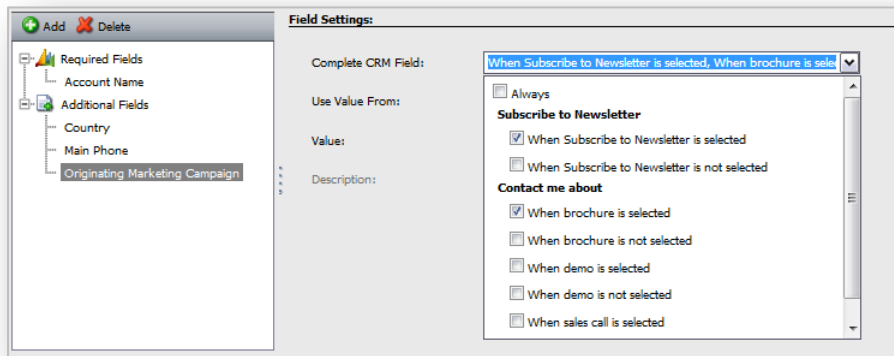 Add Delete
Required Fields
Account Name
Additional Fields
Country
Main Phone
Originating Marketing Campaign
Field Settings:
Complete CRM Field:
When Subscribe to Newsletter is selected, When brochure is sele
Use Value From:
Value:
Description:
Always
Subscribe to Newsletter
When Subscribe to Newsletter is selected
When Subscribe to Newsletter is not selected
Contact me about
When brochure is selected
When brochure is not selected
When demo is selected
When demo is not selected
When sales call is selected